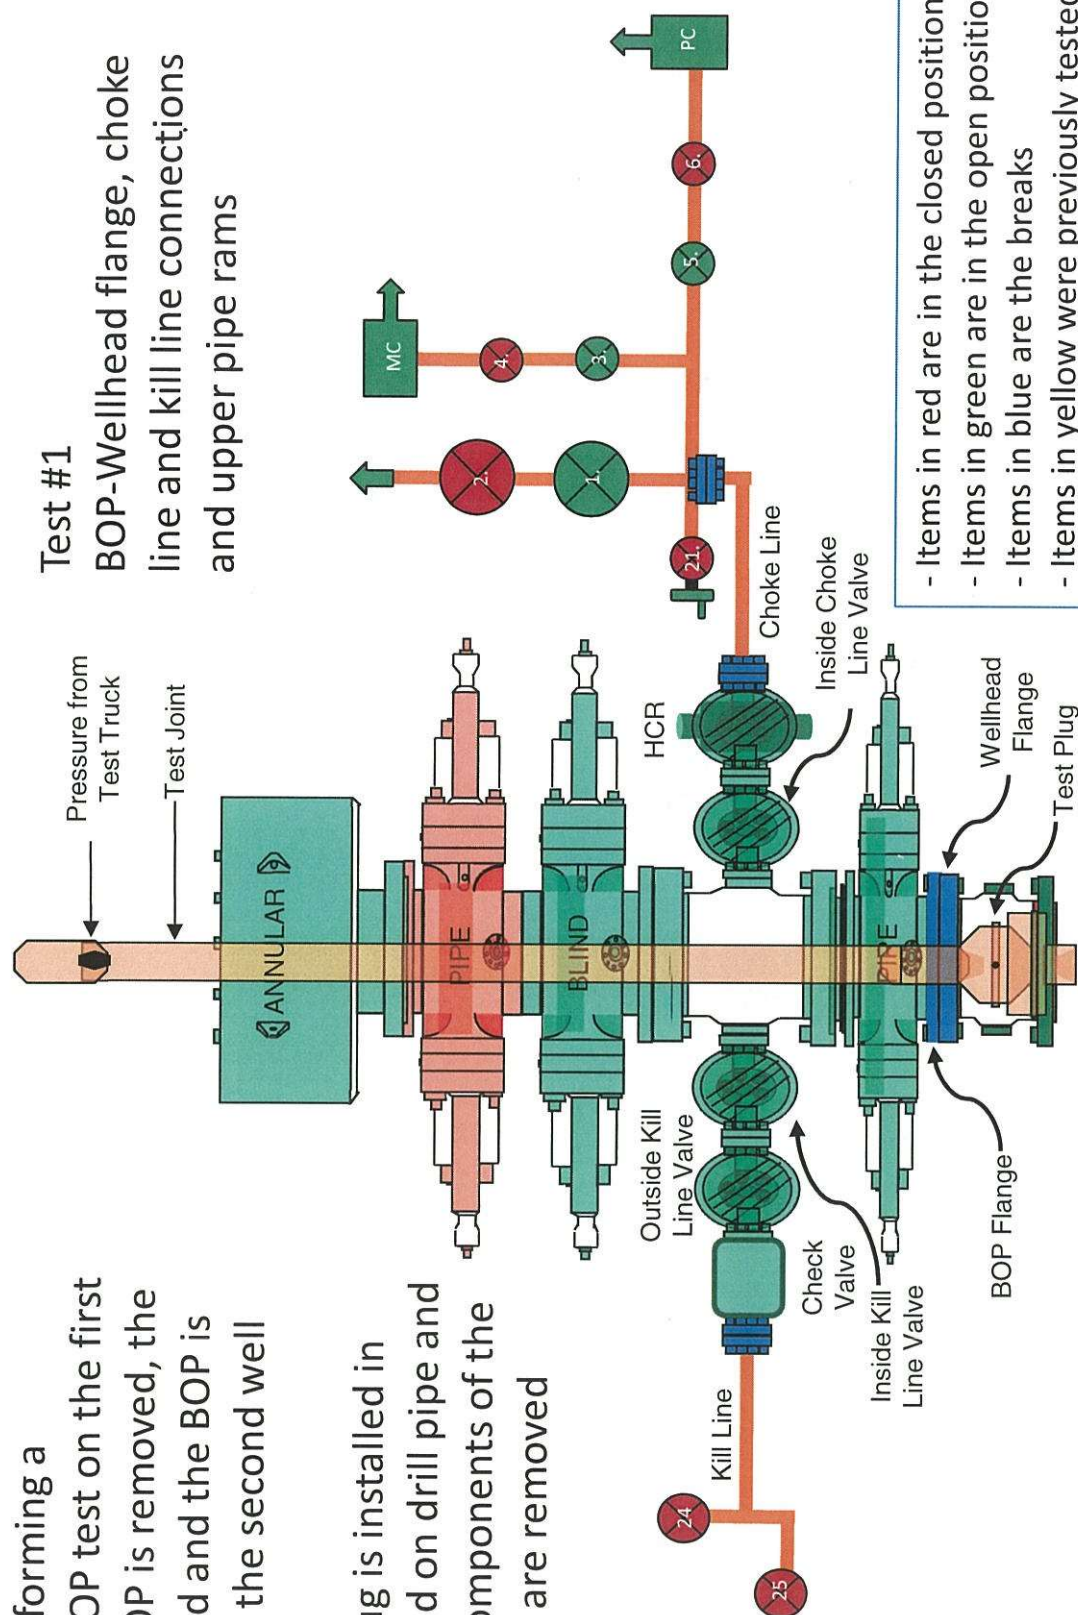 forming a
OP test on the first
OP is removed, the
d and the BOP is
the second well
ug is installed in
d on drill pipe and
omponents of the
are removed
Test #1
BOP-Wellhead flange, choke
line and kill line connections
and upper pipe rams
Pressure from
Test Truck
Test Joint
ANNULAR
PIPE
BLIND
PIPE
HCR
Choke Line
Inside Choke
Line Valve
Wellhead
Flange
Test Plug
BOP Flange
Outside Kill
Line Valve
Check
Valve
Inside Kill
Line Valve
Kill Line
24
25
21.
1.
2.
3.
4.
MC
5.
6.
PC
- Items in red are in the closed position
- Items in green are in the open positio
- Items in blue are the breaks
- Items in yellow were previously tested